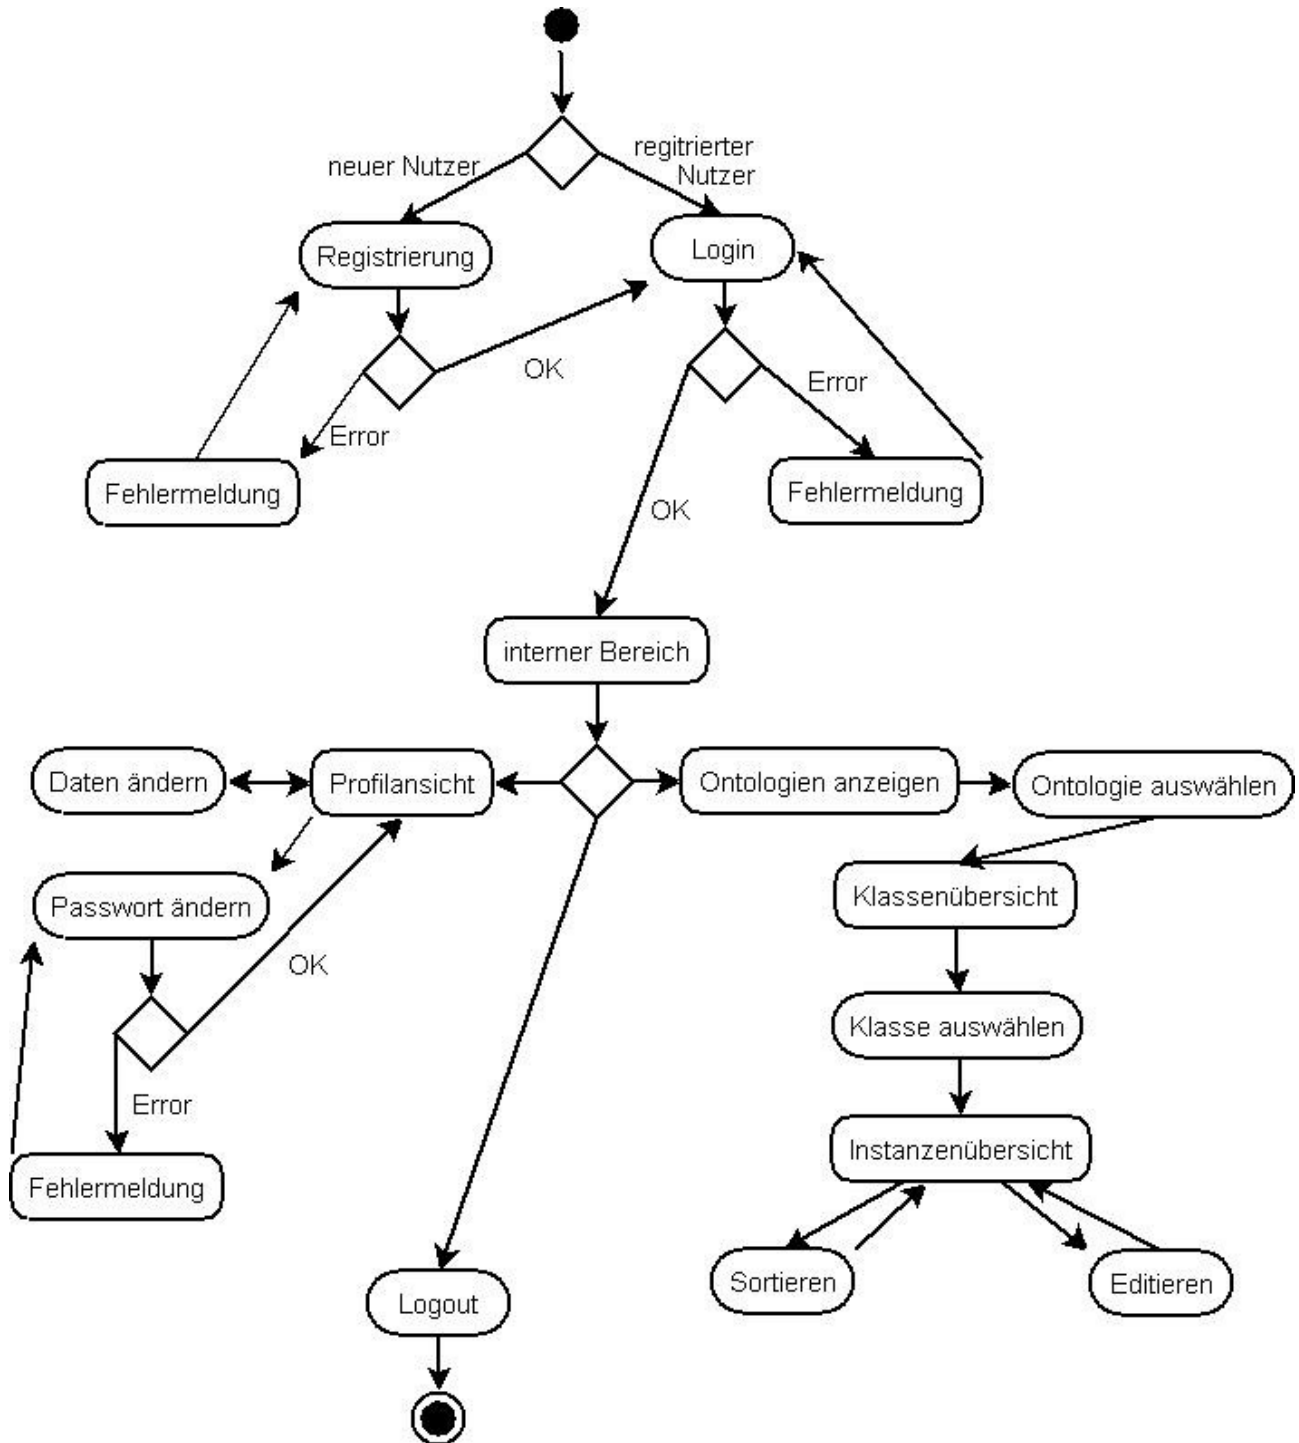 neuer Nutzer
regitrierter
Nutzer
Registrierung
Login
OK
Error
Error
Fehlermeldung
Fehlermeldung
OK
interner Bereich
Daten ändern
Profilansicht
Ontologien anzeigen
Ontologie auswählen
Passwort ändern
Klassenübersicht
OK
Klasse auswählen
Error
Instanzenübersicht
Fehlermeldung
Sortieren
Editieren
Logout